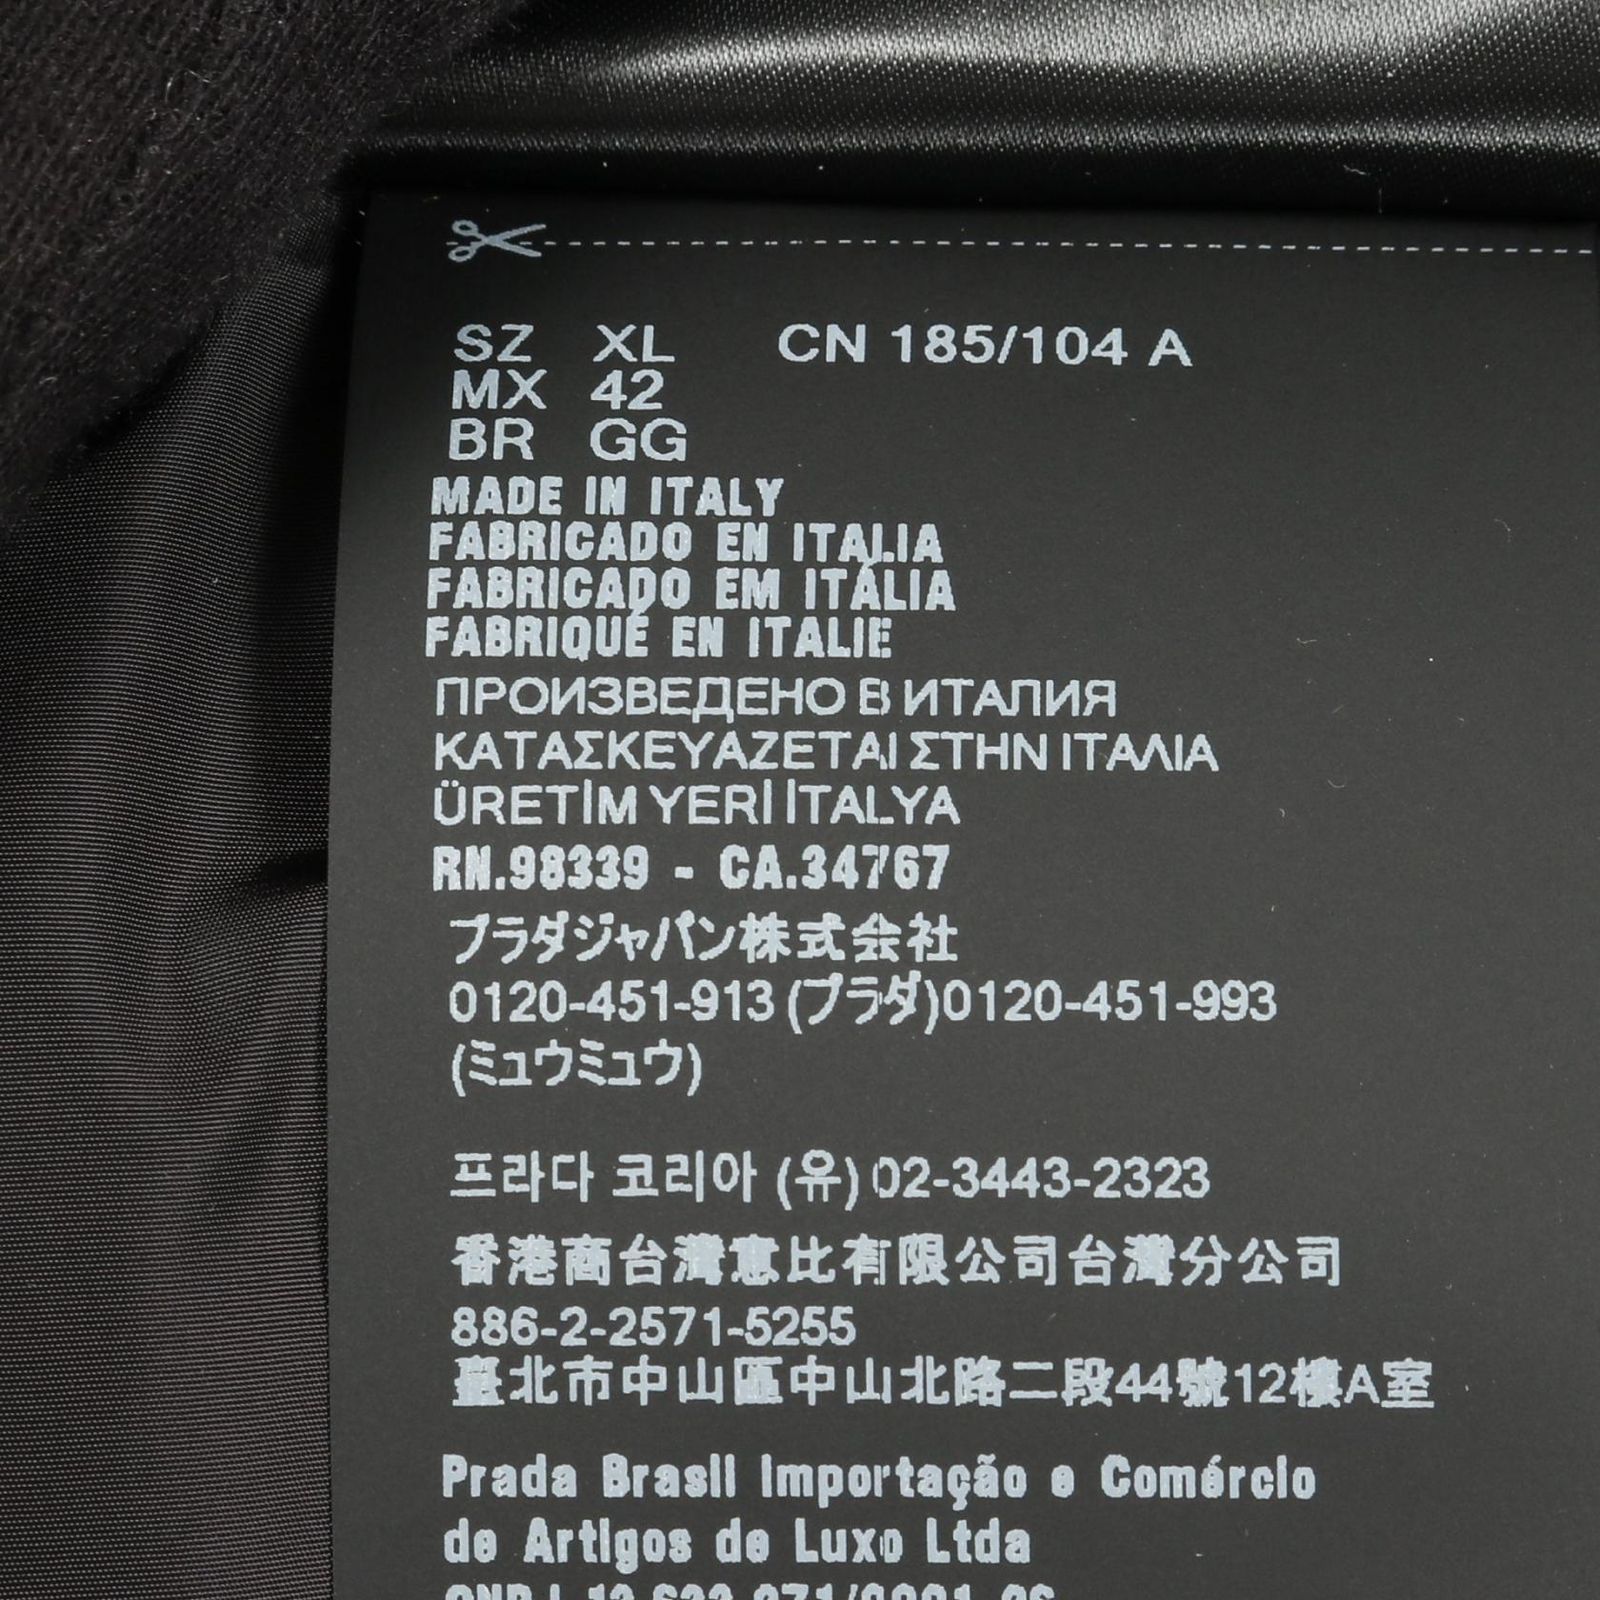 SZ XL CN 185/104 A
MX 42
BR GG
MADE IN ITALY
FABRICADO EN ITALIA
FABRICADO EM ITÁLIA
FABRIQUÉ EN ITALIE
ПРОИЗВЕДЕНО В ИТАЛИЯ
ΚΑΤΑΣΚΕΥΑΖΕΤΑΙ ΣΤΗΝ ΙΤΑΛΙΑ
ÜRETİM YERİ İTALYA
RN.98339 - CA.34767
プラダジャパン株式会社
0120-451-913 (プラダ)0120-451-993
(ミュウミュウ)
프라다 코리아 (유) 02-3443-2323
香港商台灣惠比有限公司台灣分公司
886-2-2571-5255
臺北市中山區中山北路二段44號12樓A室
Prada Brasil Importação e Comércio
de Artigos de Luxo Ltda